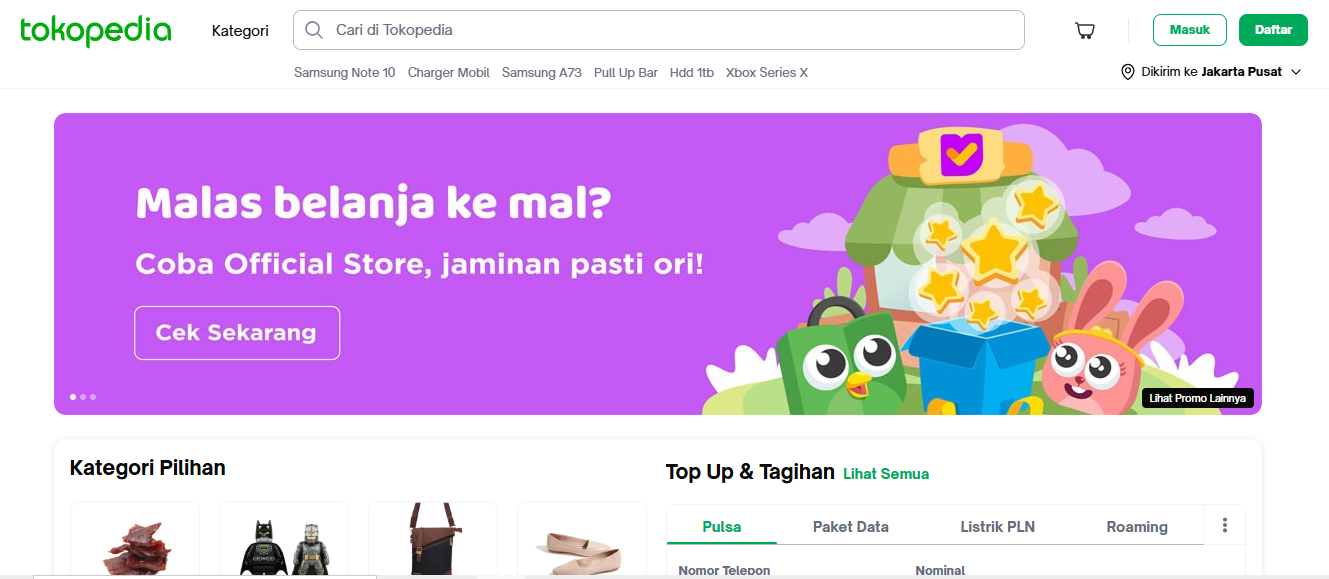 tokopedia
Kategori
Cari di Tokopedia
Masuk
Daftar
Samsung Note 10 Charger Mobil Samsung A73 Pull Up Bar Hdd 1tb Xbox Series X
Dikirim ke Jakarta Pusat
Malas belanja ke mal?
Coba Official Store, jaminan pasti ori!
Cek Sekarang
Lihat Promo Lainnya
Kategori Pilihan
Top Up & Tagihan Lihat Semua
Pulsa Paket Data Listrik PLN Roaming
Nomor Telepon Nominal